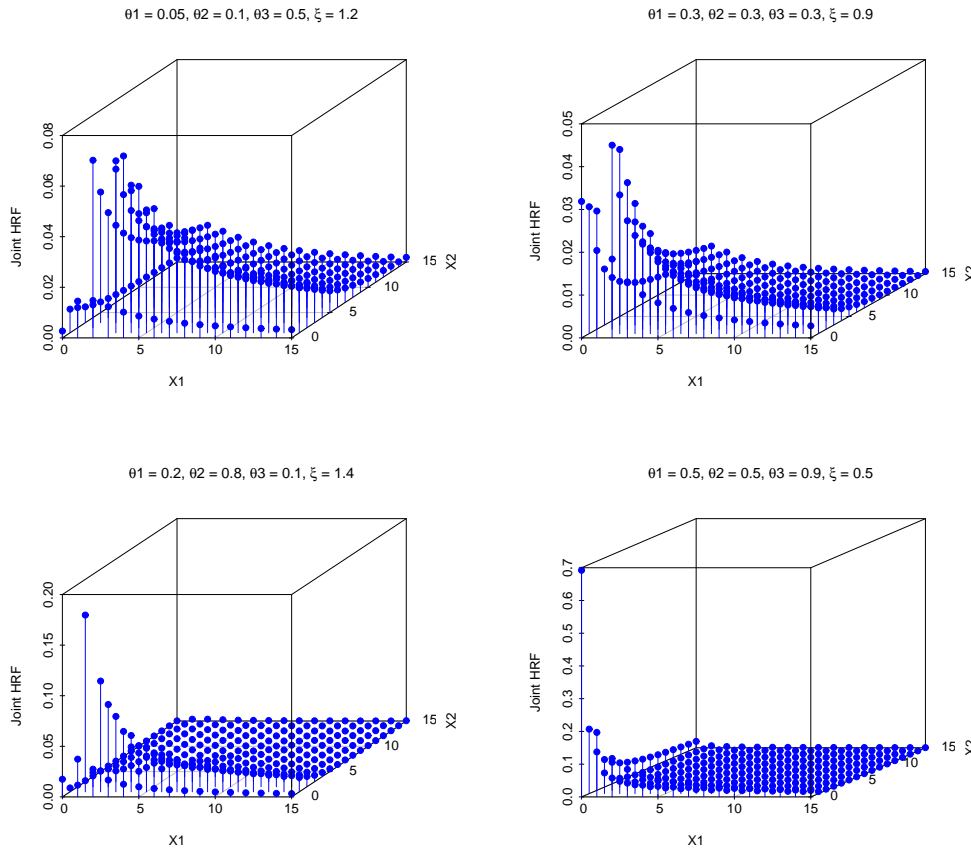 θ1 = 0.05, θ2 = 0.1, θ3 = 0.5, ξ = 1.2
0.00 0.02 0.04 0.06 0.08
Joint HRF
0 5 10 15
X1
0 5 10 15
X2
θ1 = 0.3, θ2 = 0.3, θ3 = 0.3, ξ = 0.9
0.00 0.01 0.02 0.03 0.04 0.05
Joint HRF
0 5 10 15
X1
0 5 10 15
X2
θ1 = 0.2, θ2 = 0.8, θ3 = 0.1, ξ = 1.4
0.00 0.05 0.10 0.15 0.20
Joint HRF
0 5 10 15
X1
0 5 10 15
X2
θ1 = 0.5, θ2 = 0.5, θ3 = 0.9, ξ = 0.5
0.0 0.1 0.2 0.3 0.4 0.5 0.6 0.7
Joint HRF
0 5 10 15
X1
0 5 10 15
X2